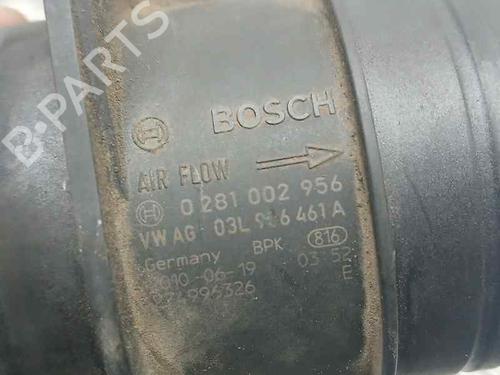 B-PARTS
BOSCH
AIR FLOW
0 281 002 956
VW AG 03L 906 461 A
Germany BPK 816
2010-06-19 03 52
E